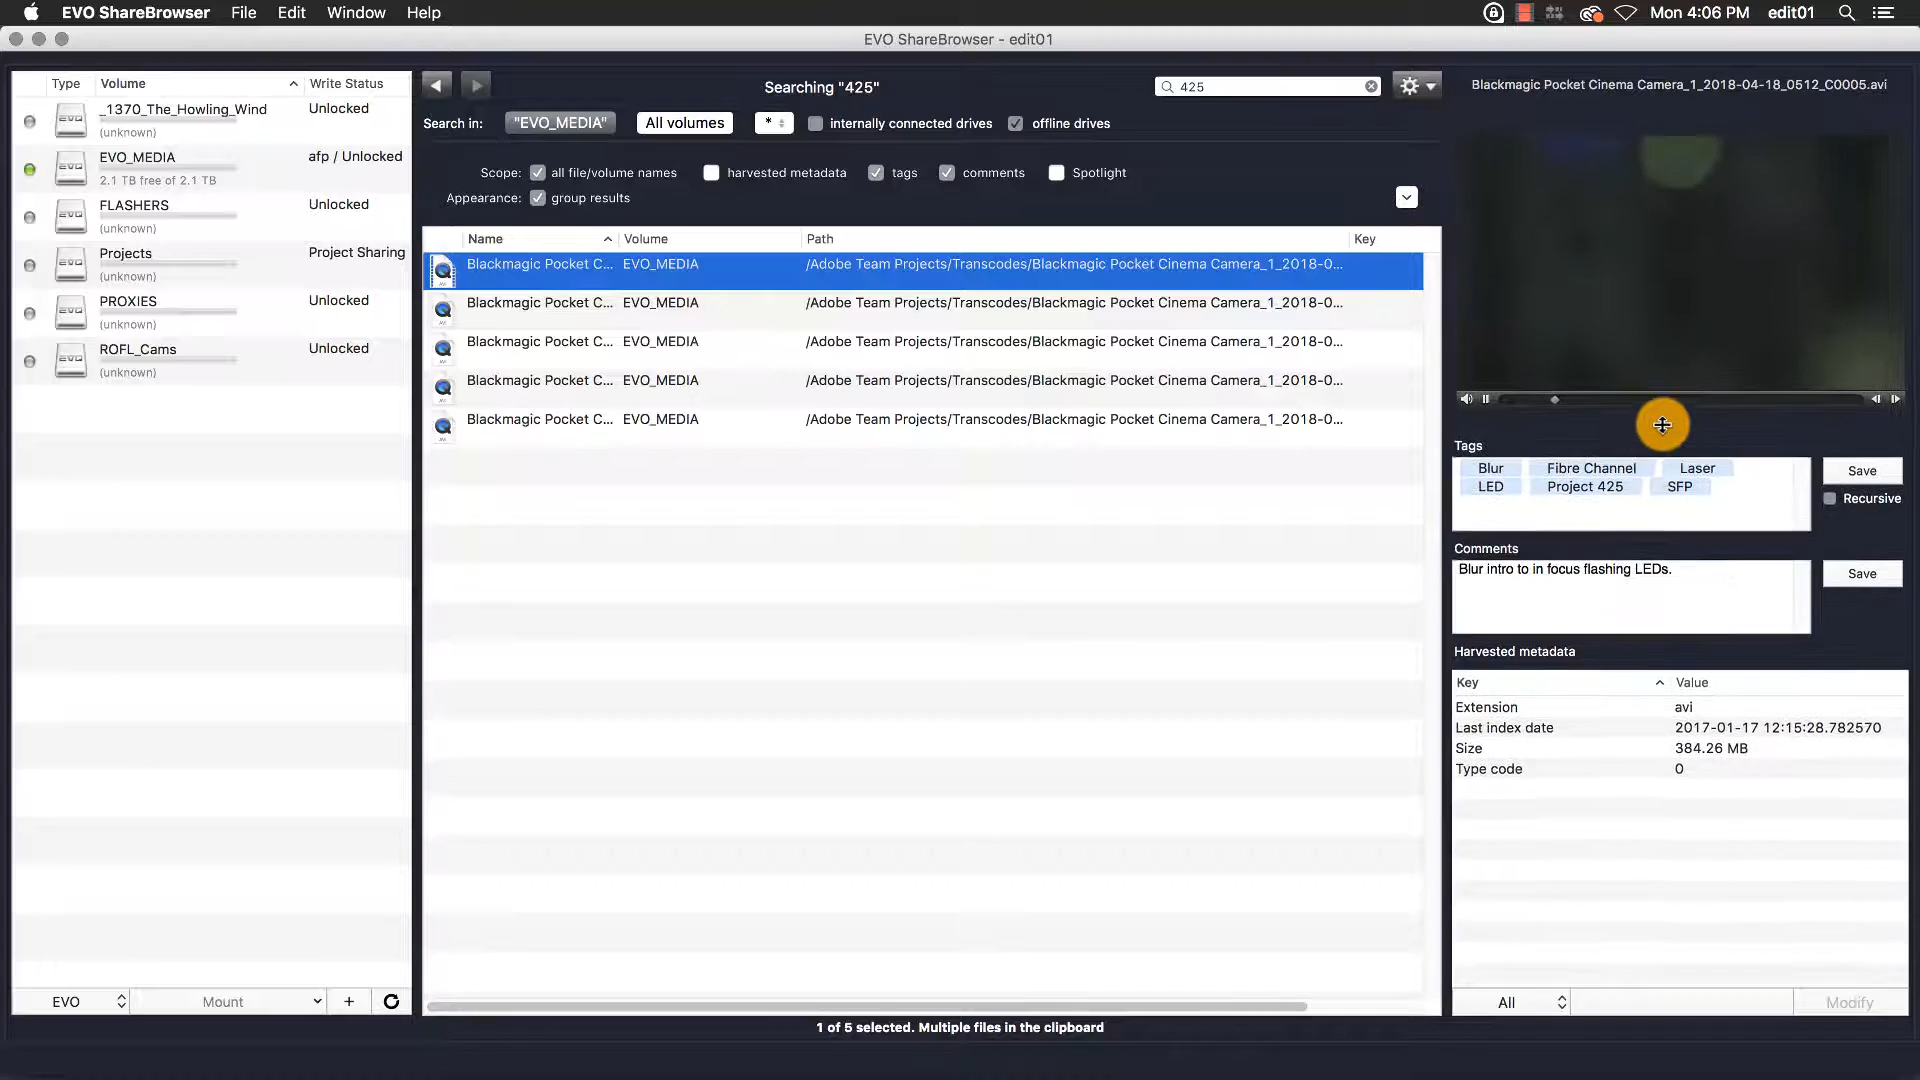 EVO ShareBrowser File Edit Window Help Mon 4:06 PM edit01
EVO ShareBrowser - edit01
Type Volume Write Status
_1370_The_Howling_Wind Unlocked
(unknown)
EVO_MEDIA afp / Unlocked
2.1 TB free of 2.1 TB
FLASHERS Unlocked
(unknown)
Projects Project Sharing
(unknown)
PROXIES Unlocked
(unknown)
ROFL_Cams Unlocked
(unknown)
EVO Mount +
Searching "425" 425
Search in: "EVO_MEDIA" All volumes * internally connected drives offline drives
Scope: all file/volume names harvested metadata tags comments Spotlight
Appearance: group results
Name Volume Path Key
Blackmagic Pocket C... EVO_MEDIA /Adobe Team Projects/Transcodes/Blackmagic Pocket Cinema Camera_1_2018-0...
Blackmagic Pocket C... EVO_MEDIA /Adobe Team Projects/Transcodes/Blackmagic Pocket Cinema Camera_1_2018-0...
Blackmagic Pocket C... EVO_MEDIA /Adobe Team Projects/Transcodes/Blackmagic Pocket Cinema Camera_1_2018-0...
Blackmagic Pocket C... EVO_MEDIA /Adobe Team Projects/Transcodes/Blackmagic Pocket Cinema Camera_1_2018-0...
Blackmagic Pocket C... EVO_MEDIA /Adobe Team Projects/Transcodes/Blackmagic Pocket Cinema Camera_1_2018-0...
1 of 5 selected. Multiple files in the clipboard
Blackmagic Pocket Cinema Camera_1_2018-04-18_0512_C0005.avi
Tags
Blur Fibre Channel Laser
LED Project 425 SFP
Save
Recursive
Comments
Blur intro to in focus flashing LEDs.
Save
Harvested metadata
Key Value
Extension avi
Last index date 2017-01-17 12:15:28.782570
Size 384.26 MB
Type code 0
All Modify